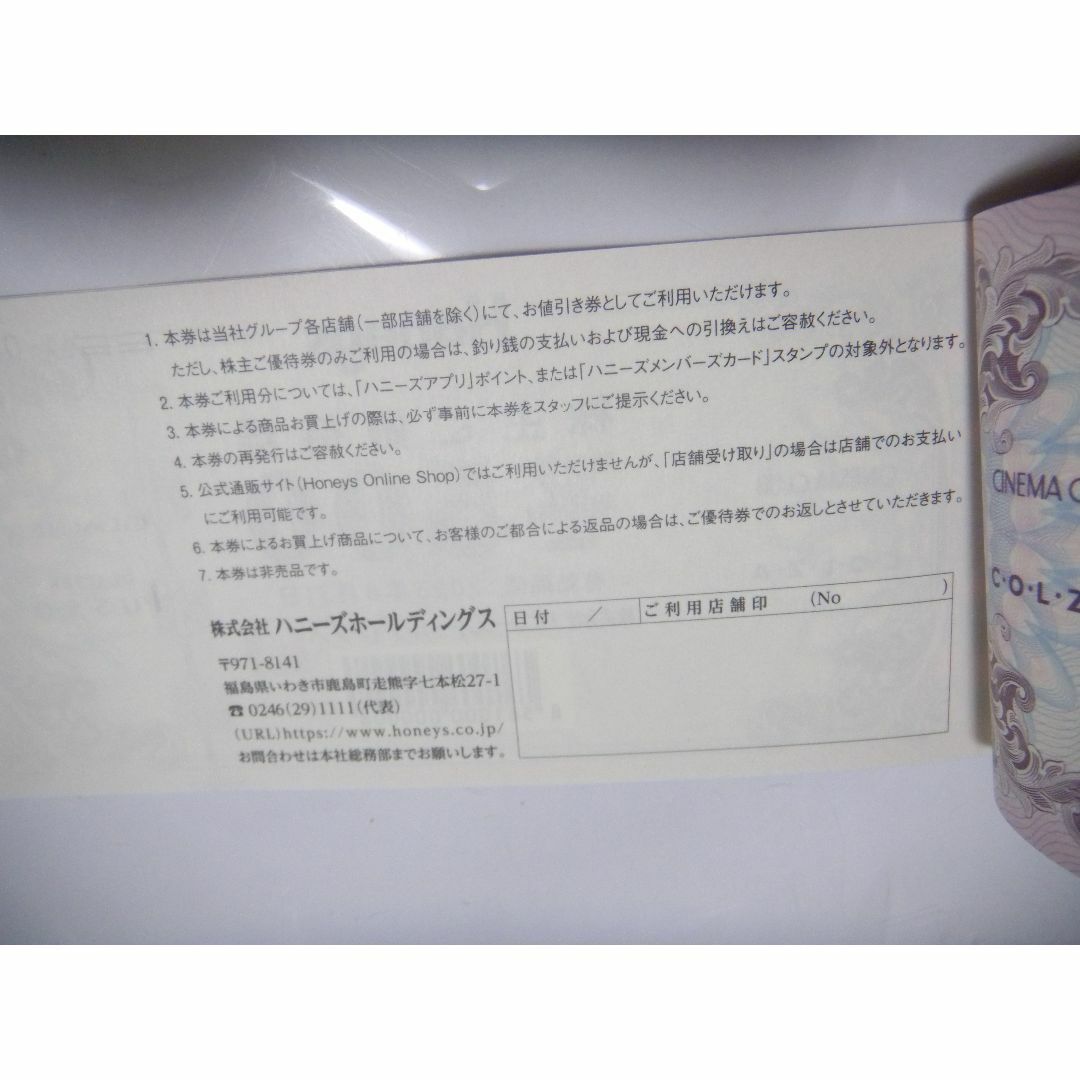 1. 本券は当社グループ各店舗(一部店舗を除く)にて、お値引き券としてご利用いただけます。
ただし、株主ご優待券のみご利用の場合は、釣り銭の支払いおよび現金への引換えはご容赦ください。
2. 本券ご利用分については、「ハニーズアプリ」ポイント、または「ハニーズメンバーズカード」スタンプの対象外となります。
3. 本券による商品お買上げの際は、必ず事前に本券をスタッフにご提示ください。
4. 本券の再発行はご容赦ください。
5. 公式通販サイト(Honeys Online Shop)ではご利用いただけませんが、「店舗受け取り」の場合は店舗でのお支払い
にご利用可能です。
6. 本券によるお買上げ商品について、お客様のご都合による返品の場合は、ご優待券でのお返しとさせていただきます。
7. 本券は非売品です。
株式会社 ハニーズホールディングス
〒971-8141
福島県いわき市鹿島町走熊字七本松27-1
☎0246(29)1111(代表)
(URL)https://www.honeys.co.jp/
お問合わせは本社総務部までお願いします。
日付 /
ご利用店舗印 (No )
CINEMA C
C・O・L・Z